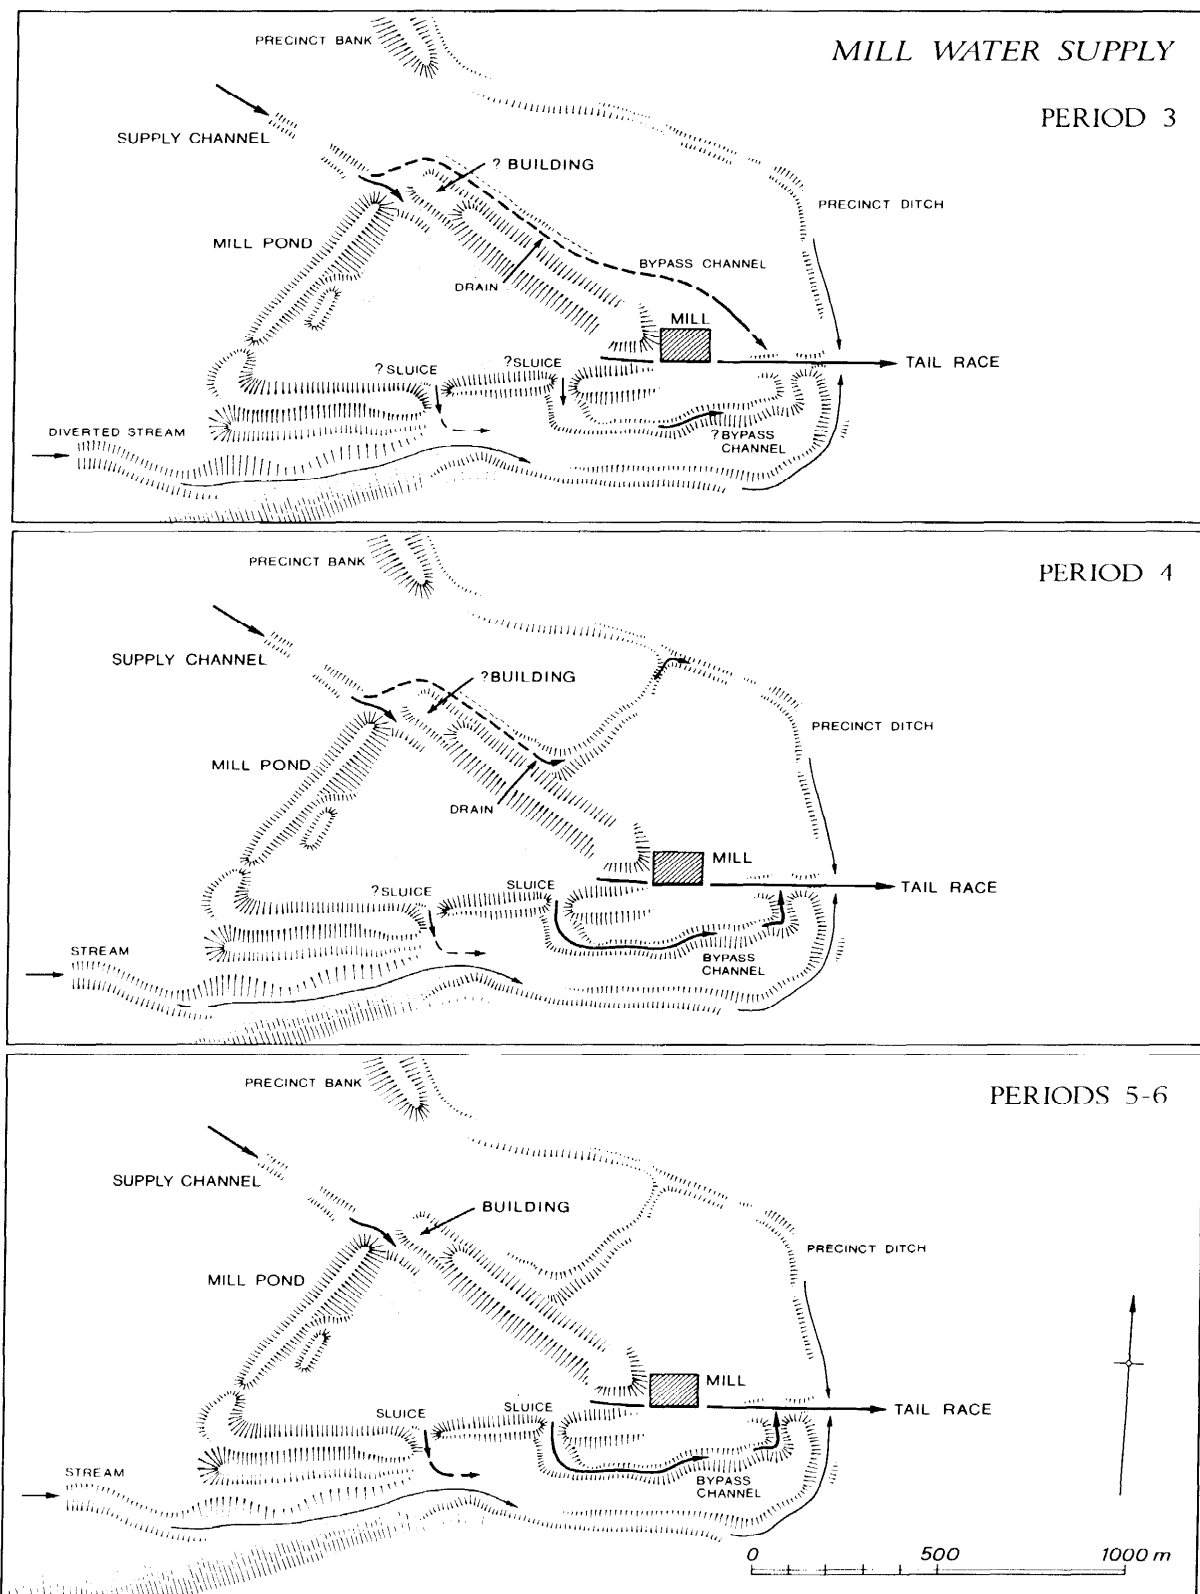 PRECINCT BANK
MILL WATER SUPPLY
PERIOD 3
SUPPLY CHANNEL
? BUILDING
PRECINCT DITCH
MILL POND
BYPASS CHANNEL
DRAIN
MILL
TAIL RACE
?SLUICE
?SLUICE
DIVERTED STREAM
?BYPASS
CHANNEL
PRECINCT BANK
PERIOD 4
SUPPLY CHANNEL
?BUILDING
PRECINCT DITCH
MILL POND
DRAIN
MILL
TAIL RACE
?SLUICE
SLUICE
STREAM
BYPASS
CHANNEL
PRECINCT BANK
PERIODS 5-6
SUPPLY CHANNEL
BUILDING
PRECINCT DITCH
MILL POND
MILL
TAIL RACE
SLUICE
SLUICE
STREAM
BYPASS
CHANNEL
0 500 1000 m